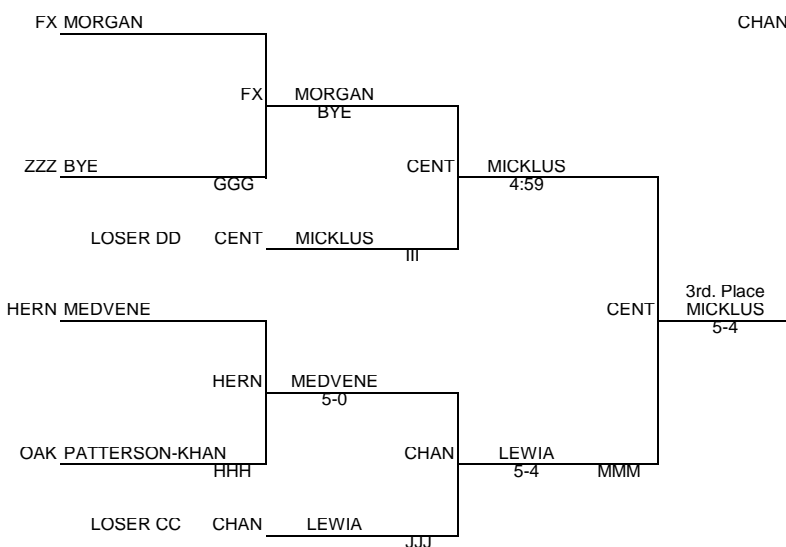 FX MORGAN
CHAN
FX MORGAN
BYE
ZZZ BYE
GGG
CENT MICKLUS
4:59
LOSER DD CENT MICKLUS
III
HERN MEDVENE
3rd. Place
CENT MICKLUS
5-4
HERN MEDVENE
5-0
OAK PATTERSON-KHAN
HHH
CHAN LEWIA
5-4 MMM
LOSER CC CHAN LEWIA
JJJ